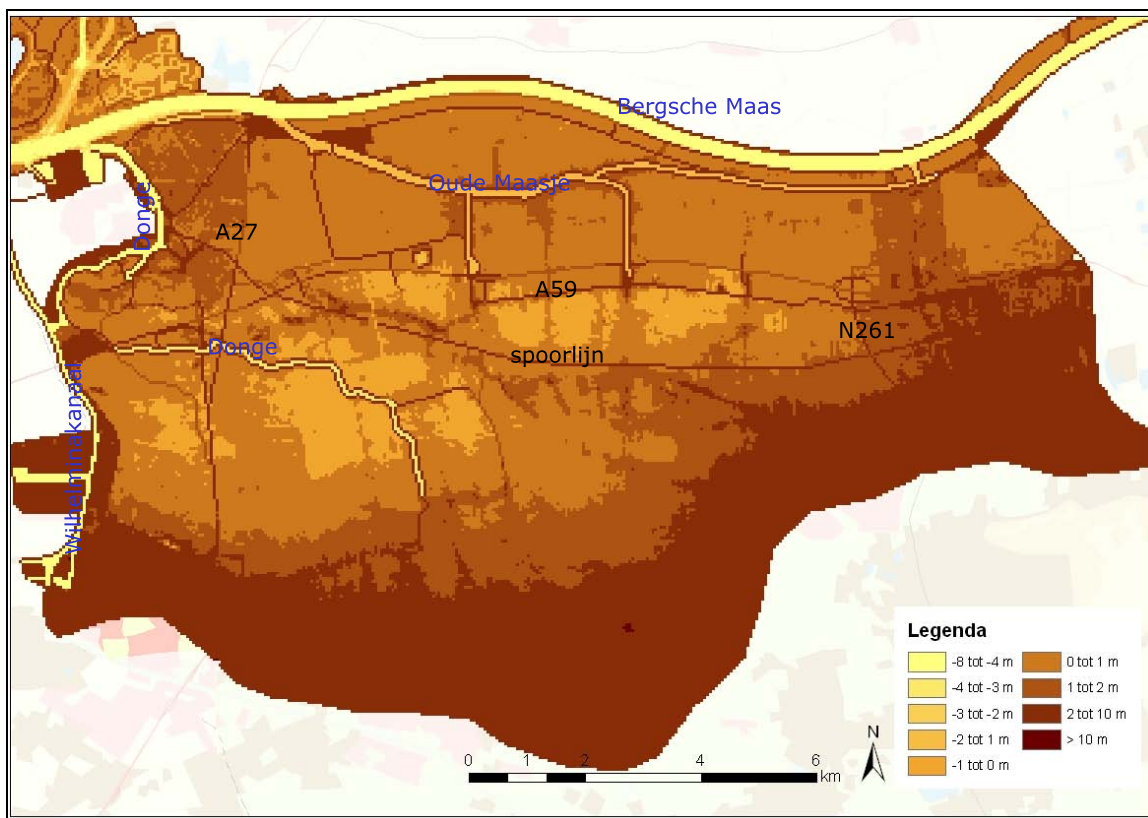 Bergsche Maas
Oude Maasje
Donge
A27
A59
N261
spoorlijn
Donge
Wilhelminakanaal
Legenda
-8 tot -4 m
-4 tot -3 m
-3 tot -2 m
-2 tot 1 m
-1 tot 0 m
0 tot 1 m
1 tot 2 m
2 tot 10 m
> 10 m
N
0 1 2 4 6
km